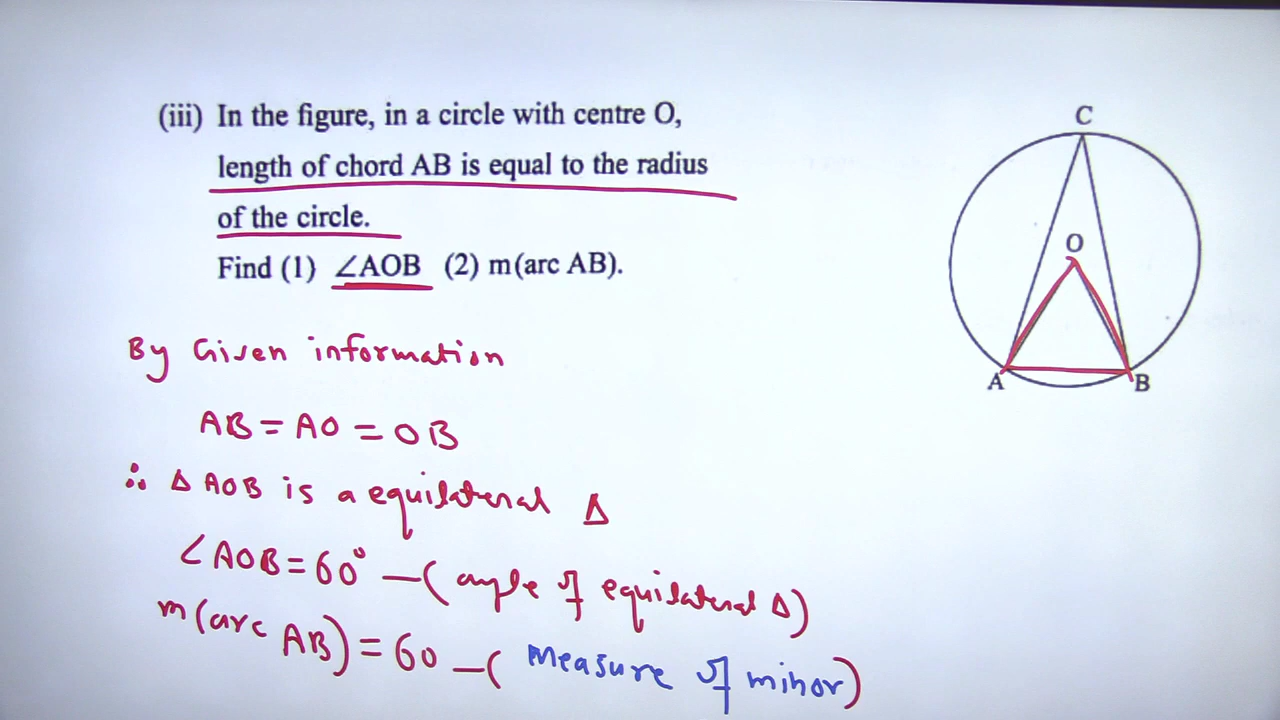 (iii) In the figure, in a circle with centre O,
length of chord AB is equal to the radius
of the circle.
Find (1) ∠AOB (2) m(arc AB).
C
O
A
B
By Given information
AB = AO = OB
∴ Δ AOB is a equilateral Δ
∠AOB = 60° — ( angle of equilateral Δ)
m(arc AB) = 60 — ( measure of minor)